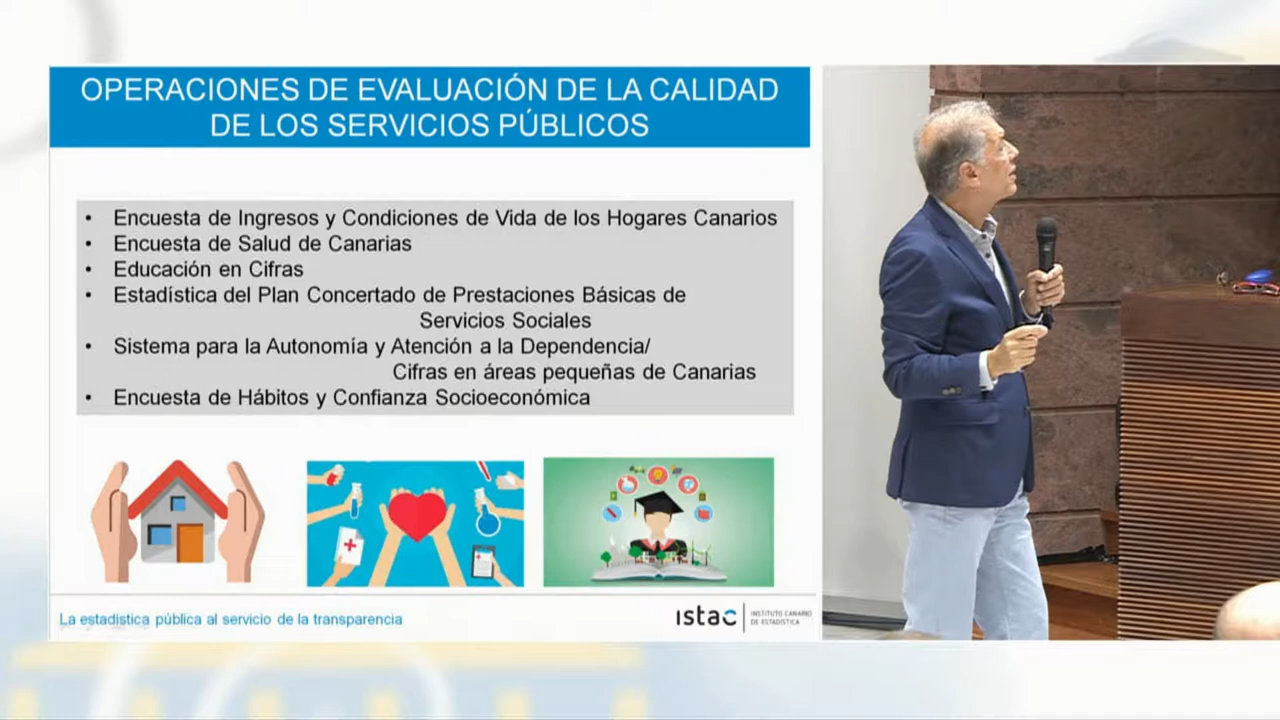 OPERACIONES DE EVALUACIÓN DE LA CALIDAD
DE LOS SERVICIOS PÚBLICOS
• Encuesta de Ingresos y Condiciones de Vida de los Hogares Canarios
• Encuesta de Salud de Canarias
• Educación en Cifras
• Estadística del Plan Concertado de Prestaciones Básicas de
Servicios Sociales
• Sistema para la Autonomía y Atención a la Dependencia/
Cifras en áreas pequeñas de Canarias
• Encuesta de Hábitos y Confianza Socioeconómica
La estadística pública al servicio de la transparencia
istac
INSTITUTO CANARIO
DE ESTADÍSTICA